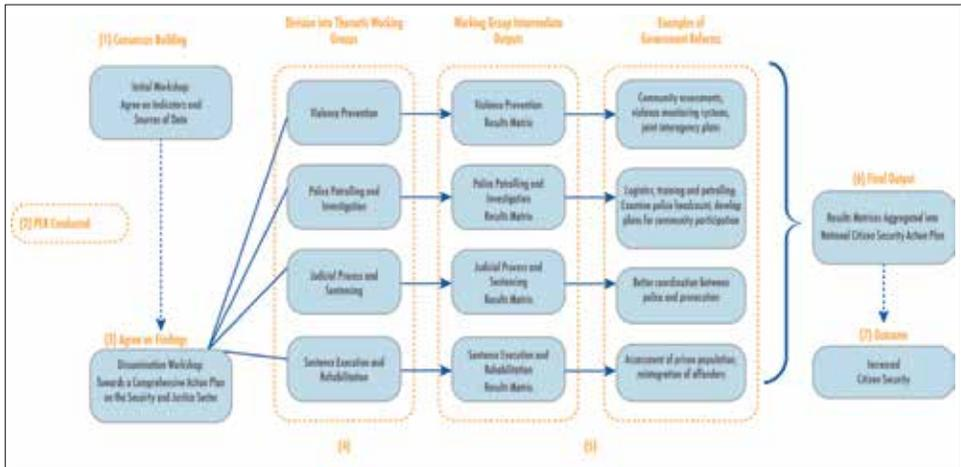 (1) Consensus Building
Initial Workshop
Agree on Indicators and
Sources of Data
(2) PER Conducted
(3) Agree on Findings
Dissemination Workshop
Towards a Comprehensive Action Plan
on the Security and Justice Sector
Division into Thematic Working
Groups
Violence Prevention
Police Patrolling and
Investigation
Judicial Process and
Sentencing
Sentence Execution and
Rehabilitation
(4)
Working Group Intermediate
Outputs
Violence Prevention
Results Matrix
Police Patrolling and
Investigation
Results Matrix
Judicial Process and
Sentencing
Results Matrix
Sentence Execution and
Rehabilitation
Results Matrix
(5)
Examples of
Government Reforms
Community assessments,
violence monitoring systems,
joint interagency plans
Logistics, training and patrolling.
Examine police headcount, develop
plans for community participation
Better coordination between
police and prosecution
Assessment of prison population;
reintegration of offenders
(6) Final Output
Results Matrices Aggregated into
National Citizen Security Action Plan
(7) Outcome
Increased
Citizen Security